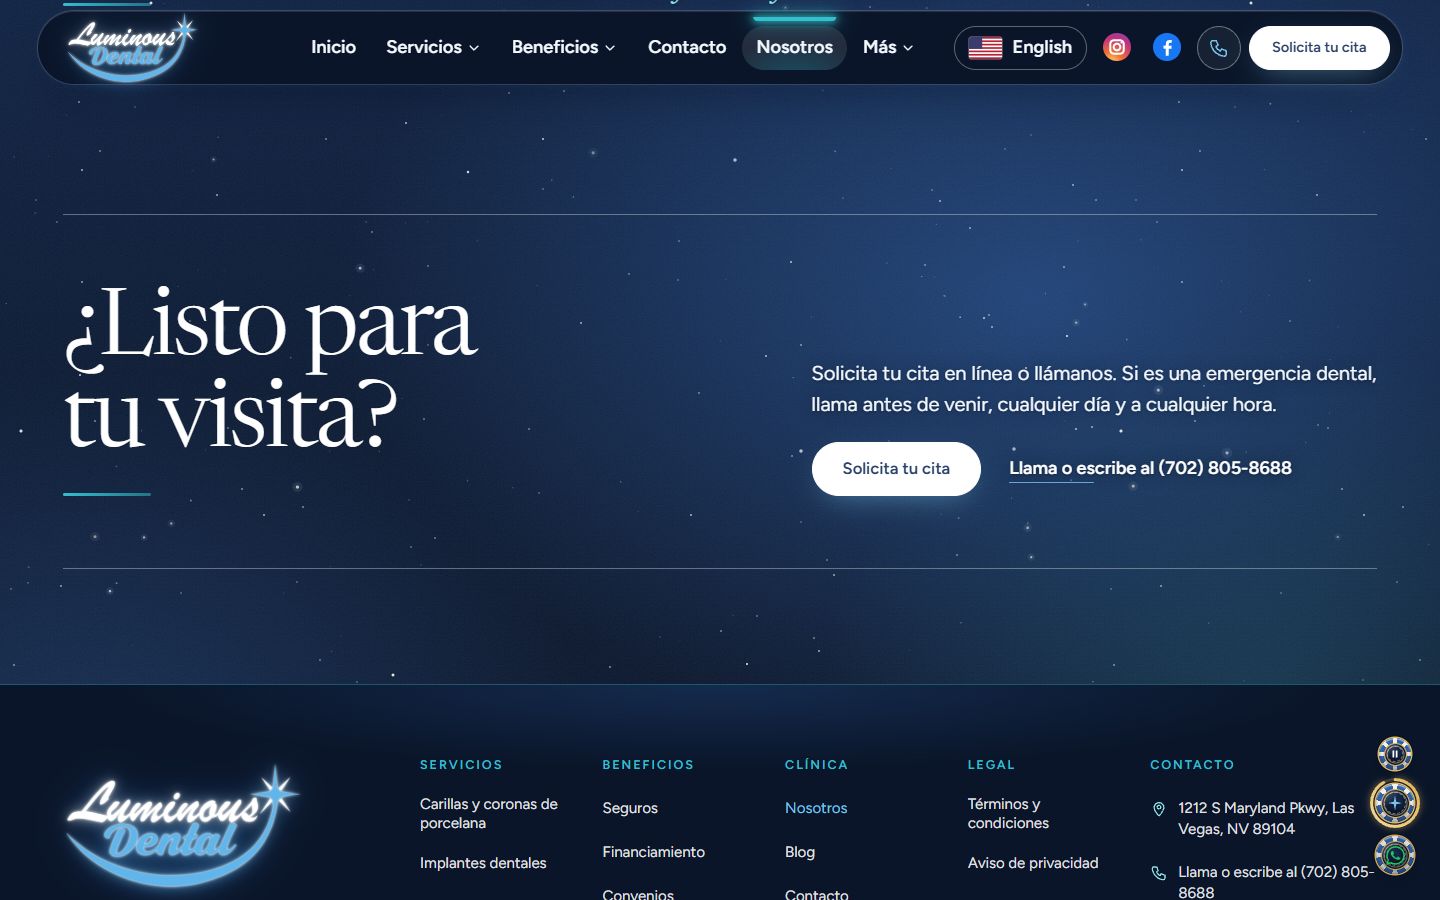 Luminous
Dental
Inicio
Servicios
Beneficios
Contacto
Nosotros
Más
English
Solicita tu cita
¿Listo para
tu visita?
Solicita tu cita en línea o llámanos. Si es una emergencia dental,
llama antes de venir, cualquier día y a cualquier hora.
Solicita tu cita
Llama o escribe al (702) 805-8688
Luminous
Dental
SERVICIOS
Carillas y coronas de
porcelana
Implantes dentales
BENEFICIOS
Seguros
Financiamiento
Convenios
CLÍNICA
Nosotros
Blog
Contacto
LEGAL
Términos y
condiciones
Aviso de privacidad
CONTACTO
1212 S Maryland Pkwy, Las
Vegas, NV 89104
Llama o escribe al (702) 805-
8688